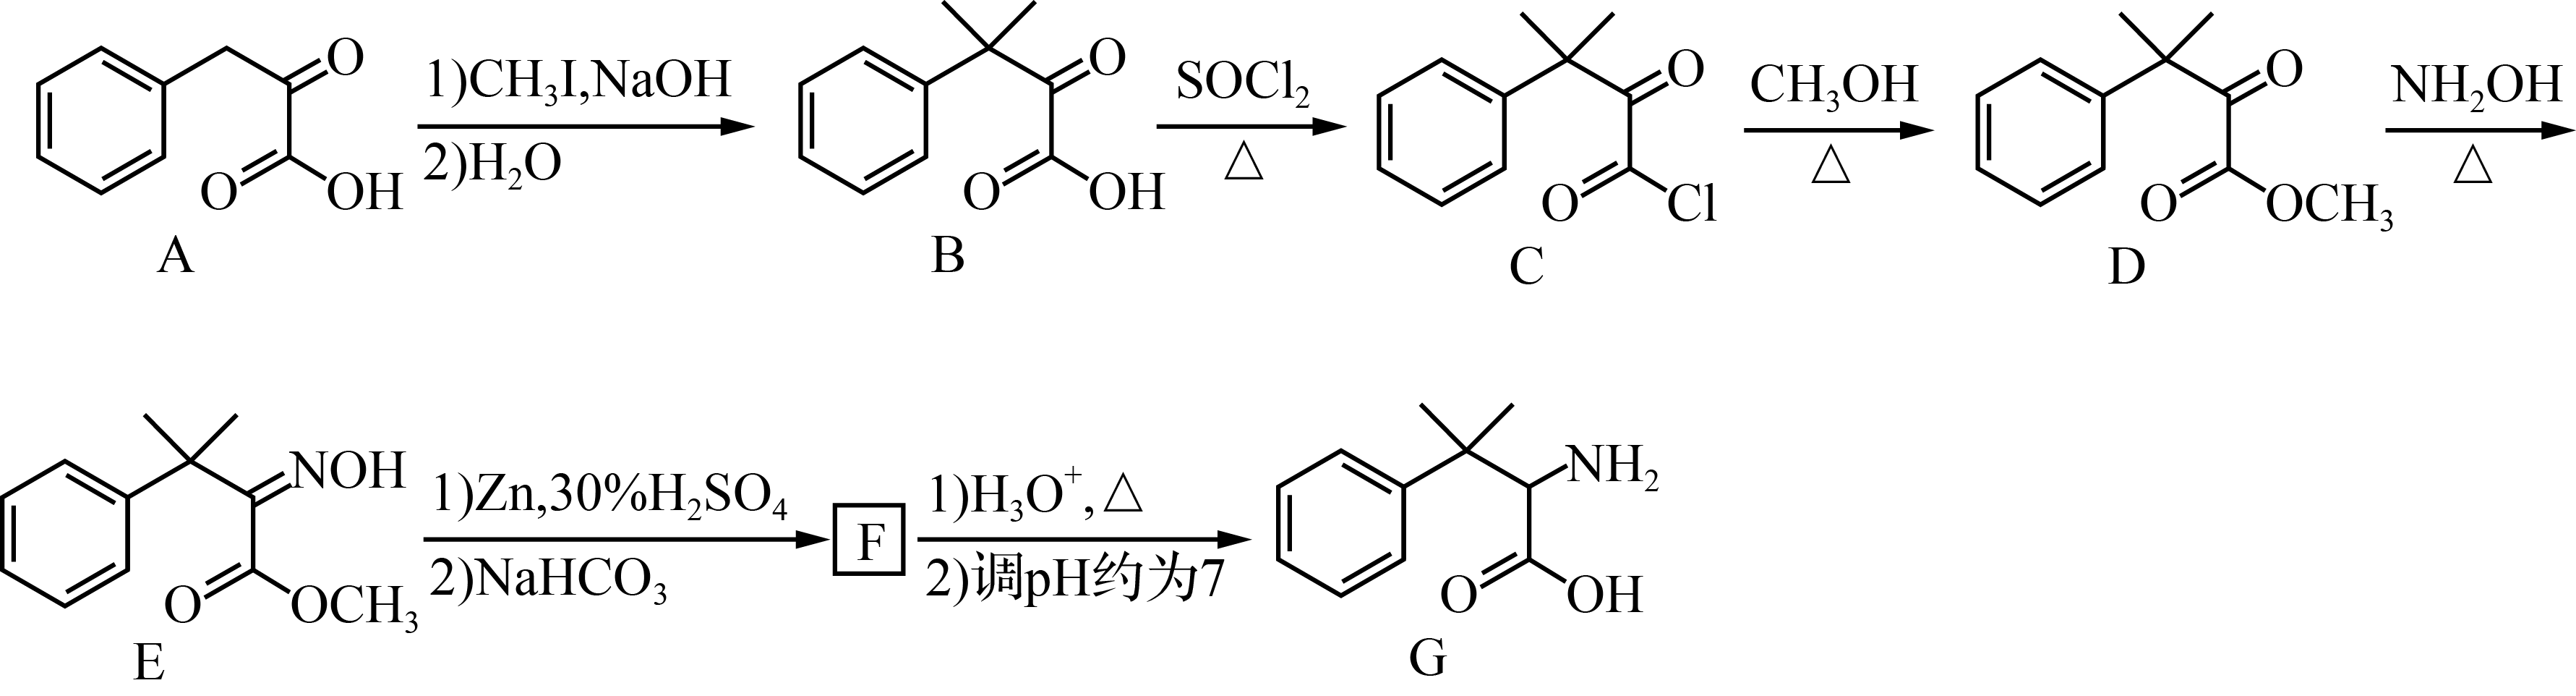 O
O
OH
A
1)CH₃I,NaOH
2)H₂O
O
O
OH
B
SOCl₂
△
O
O
Cl
C
CH₃OH
△
O
O
OCH₃
D
NH₂OH
△
NOH
O
OCH₃
E
1)Zn,30%H₂SO₄
2)NaHCO₃
F
1)H₃O⁺,△
2)调pH约为7
NH₂
O
OH
G